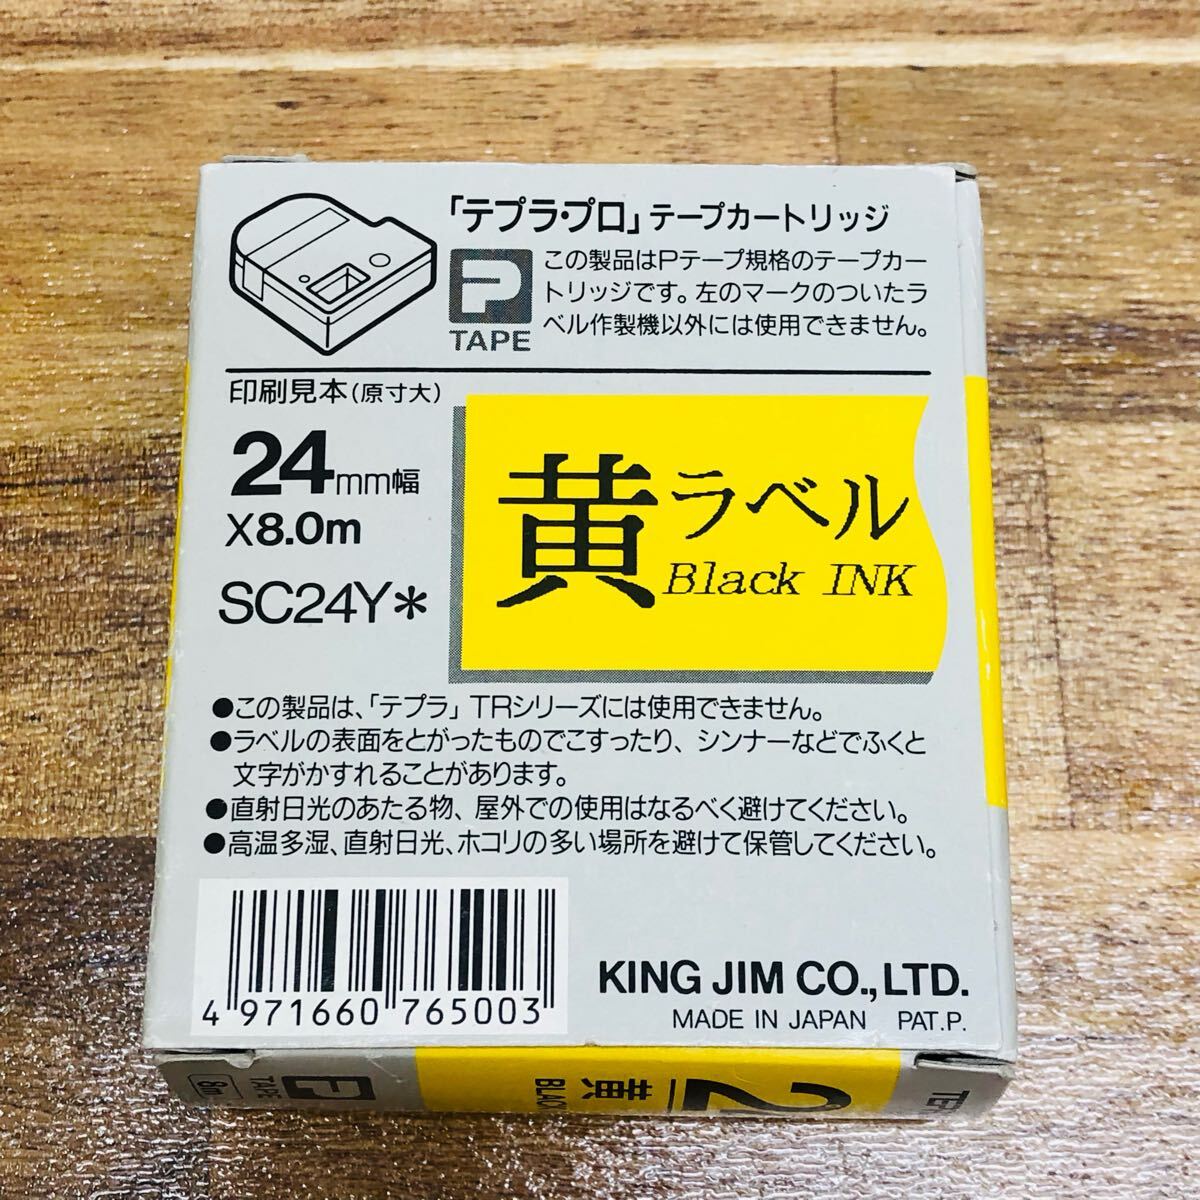 「テプラ・プロ」テープカートリッジ
この製品はPテープ規格のテープカー
トリッジです。左のマークのついたラ
ベル作製機以外には使用できません。
P
TAPE
印刷見本(原寸大)
24mm幅
X8.0m
SC24Y*
黄ラベル
Black INK
●この製品は、「テプラ」TRシリーズには使用できません。
●ラベルの表面をとがったものでこすったり、シンナーなどでふくと
文字がかすれることがあります。
●直射日光のあたる物、屋外での使用はなるべく避けてください。
●高温多湿、直射日光、ホコリの多い場所を避けて保管してください。
4 971660 765003
KING JIM CO.,LTD.
MADE IN JAPAN PAT.P.
8m
TAPE
P
黄
BLACK
2